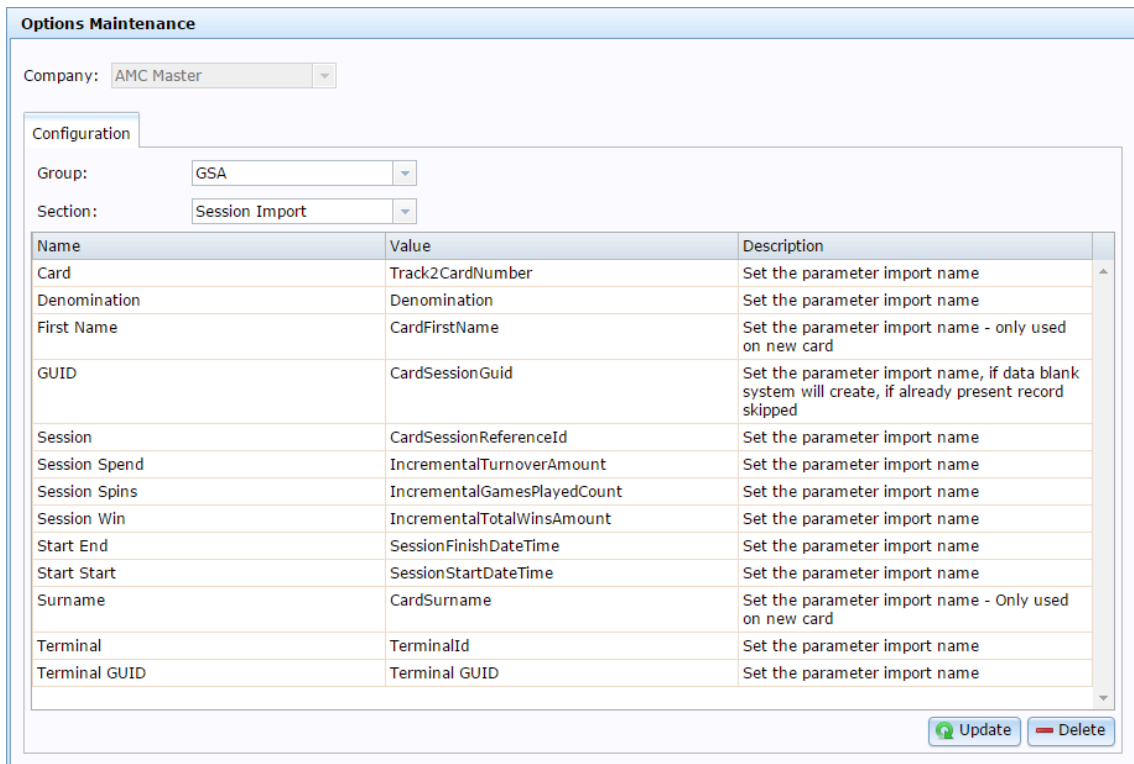 Options Maintenance
Company: AMC Master
Configuration
Group: GSA
Section: Session Import
Name Value Description
Card Track2CardNumber Set the parameter import name
Denomination Denomination Set the parameter import name
First Name CardFirstName Set the parameter import name - only used
on new card
GUID CardSessionGuid Set the parameter import name, if data blank
system will create, if already present record
skipped
Session CardSessionReferenceId Set the parameter import name
Session Spend IncrementalTurnoverAmount Set the parameter import name
Session Spins IncrementalGamesPlayedCount Set the parameter import name
Session Win IncrementalTotalWinsAmount Set the parameter import name
Start End SessionFinishDateTime Set the parameter import name
Start Start SessionStartDateTime Set the parameter import name
Surname CardSurname Set the parameter import name - Only used
on new card
Terminal TerminalId Set the parameter import name
Terminal GUID Terminal GUID Set the parameter import name
Update Delete